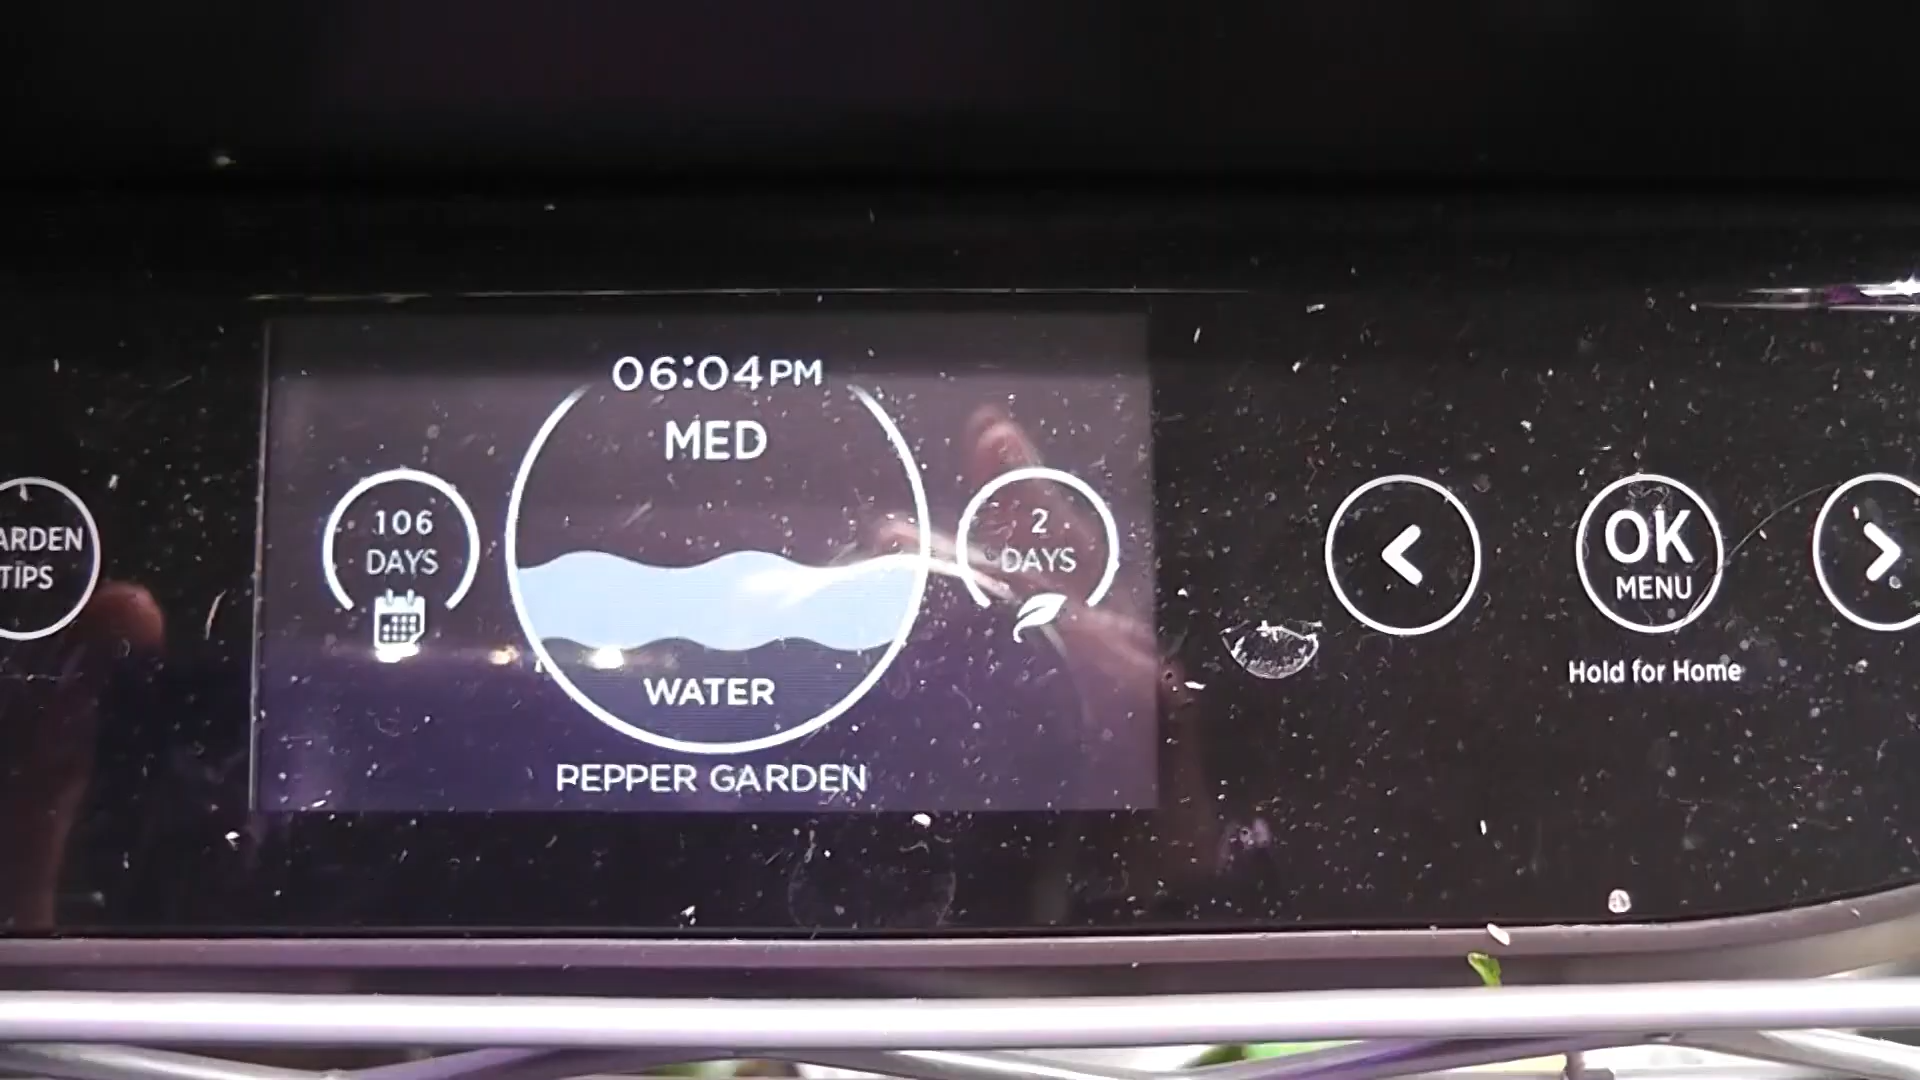 06:04PM
MED
106
DAYS
2
DAYS
WATER
PEPPER GARDEN
ARDEN
TIPS
OK
MENU
Hold for Home